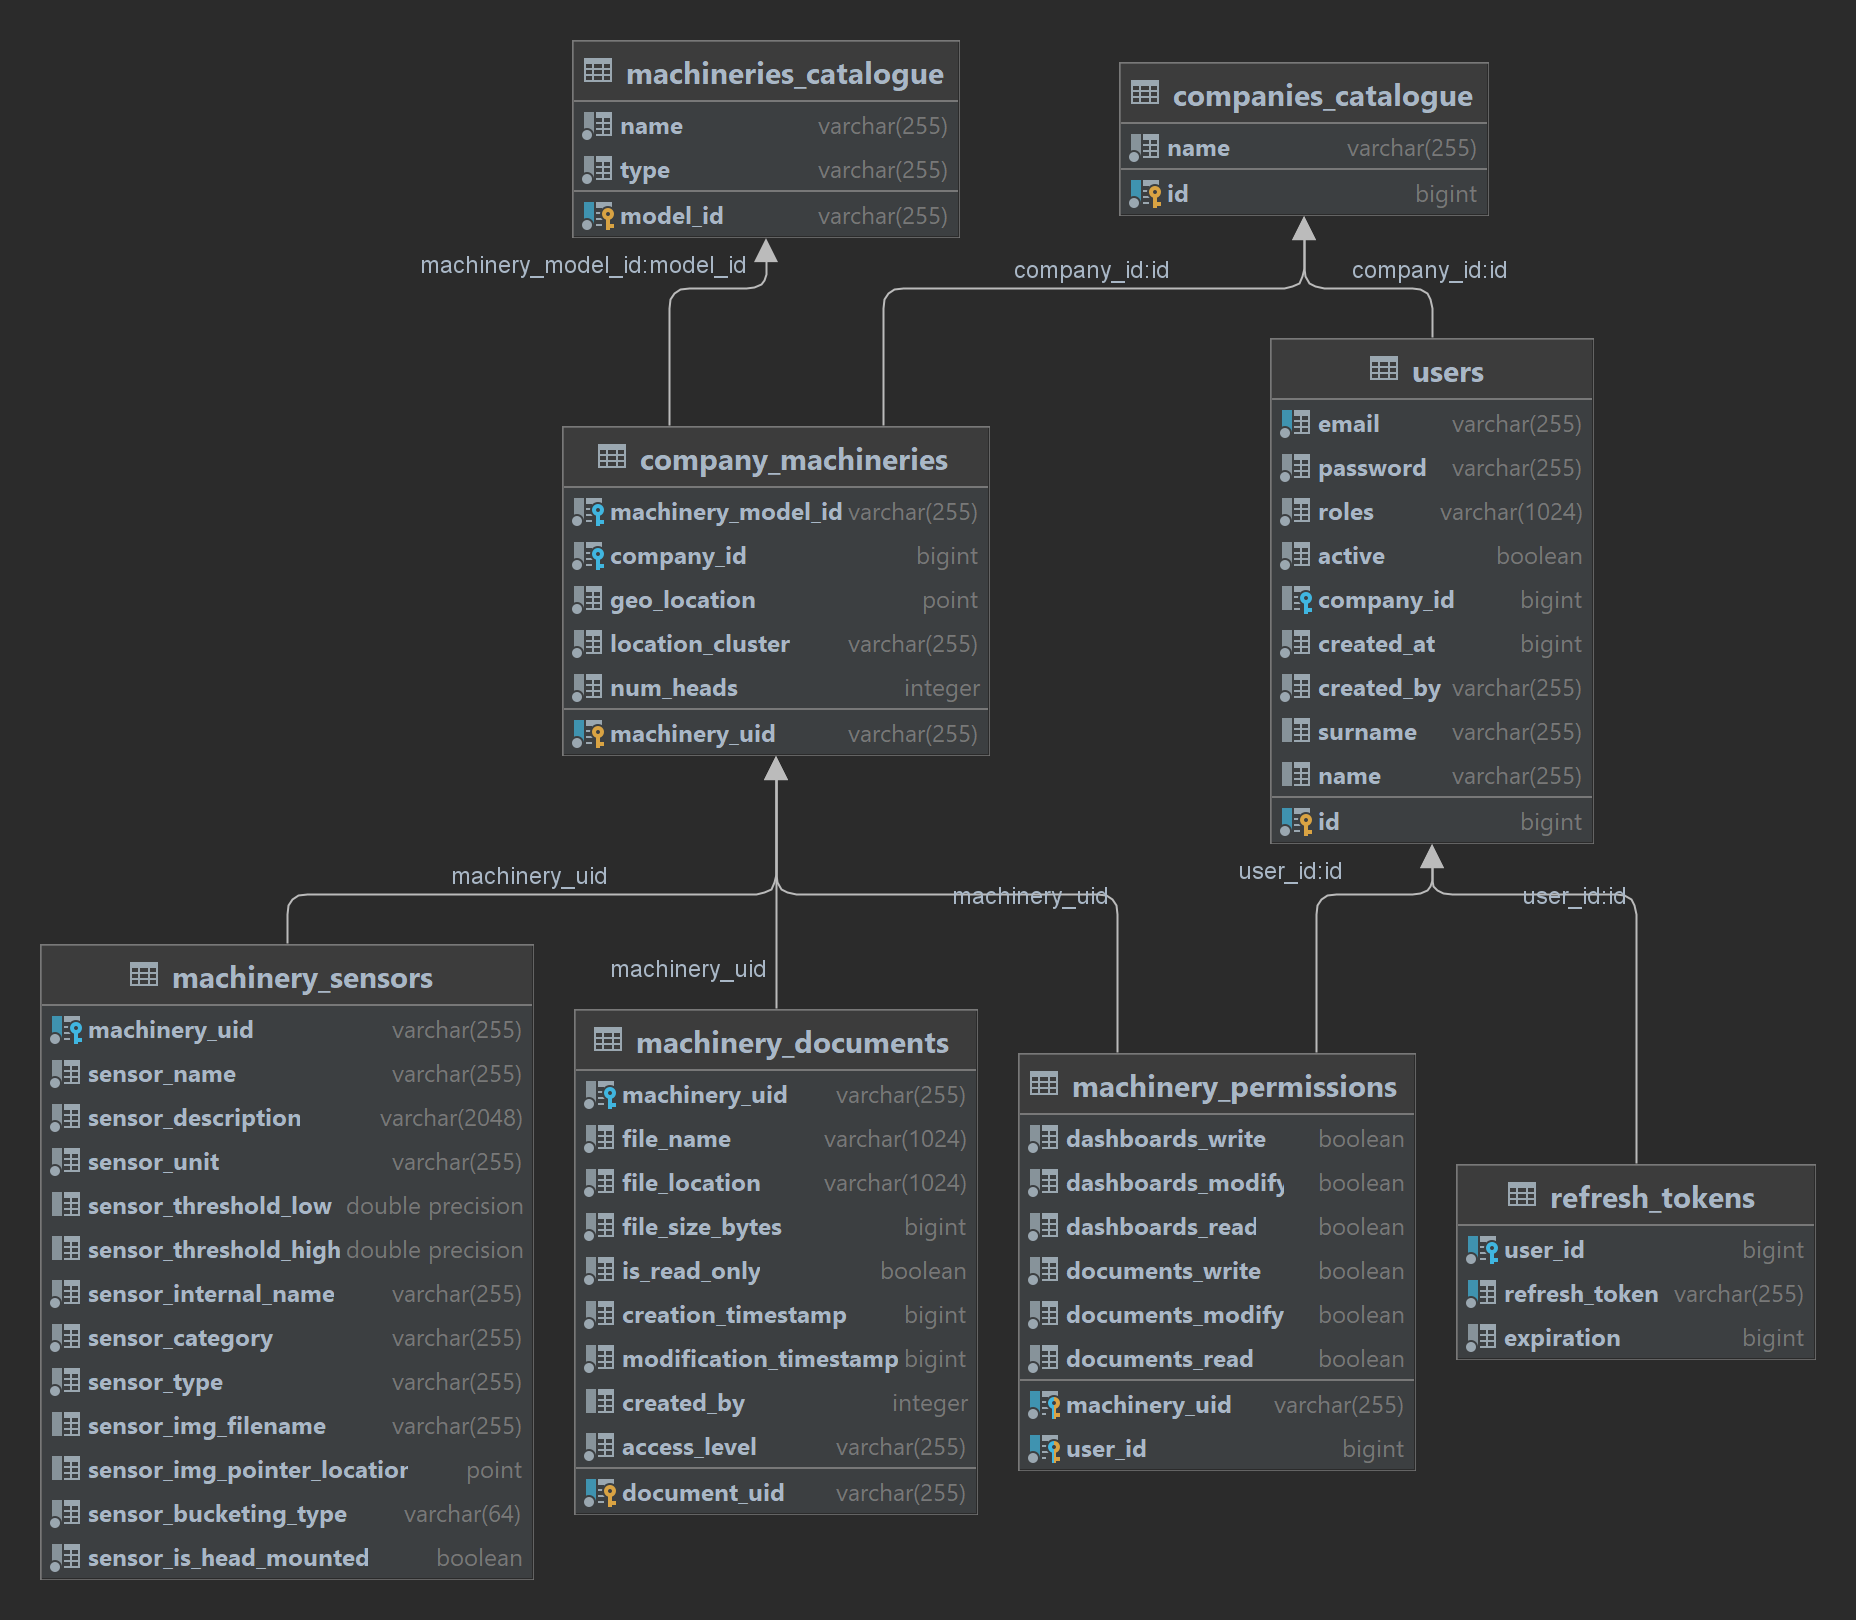 machineries_catalogue
name varchar(255)
type varchar(255)
model_id varchar(255)
companies_catalogue
name varchar(255)
id bigint
machinery_model_id:model_id
company_id:id
company_id:id
company_machineries
machinery_model_id varchar(255)
company_id bigint
geo_location point
location_cluster varchar(255)
num_heads integer
machinery_uid varchar(255)
users
email varchar(255)
password varchar(255)
roles varchar(1024)
active boolean
company_id bigint
created_at bigint
created_by varchar(255)
surname varchar(255)
name varchar(255)
id bigint
machinery_uid
machinery_uid
machinery_uid
user_id:id
user_id:id
machinery_sensors
machinery_uid varchar(255)
sensor_name varchar(255)
sensor_description varchar(2048)
sensor_unit varchar(255)
sensor_threshold_low double precision
sensor_threshold_high double precision
sensor_internal_name varchar(255)
sensor_category varchar(255)
sensor_type varchar(255)
sensor_img_filename varchar(255)
sensor_img_pointer_location point
sensor_bucketing_type varchar(64)
sensor_is_head_mounted boolean
machinery_documents
machinery_uid varchar(255)
file_name varchar(1024)
file_location varchar(1024)
file_size_bytes bigint
is_read_only boolean
creation_timestamp bigint
modification_timestamp bigint
created_by integer
access_level varchar(255)
document_uid varchar(255)
machinery_permissions
dashboards_write boolean
dashboards_modify boolean
dashboards_read boolean
documents_write boolean
documents_modify boolean
documents_read boolean
machinery_uid varchar(255)
user_id bigint
refresh_tokens
user_id bigint
refresh_token varchar(255)
expiration bigint